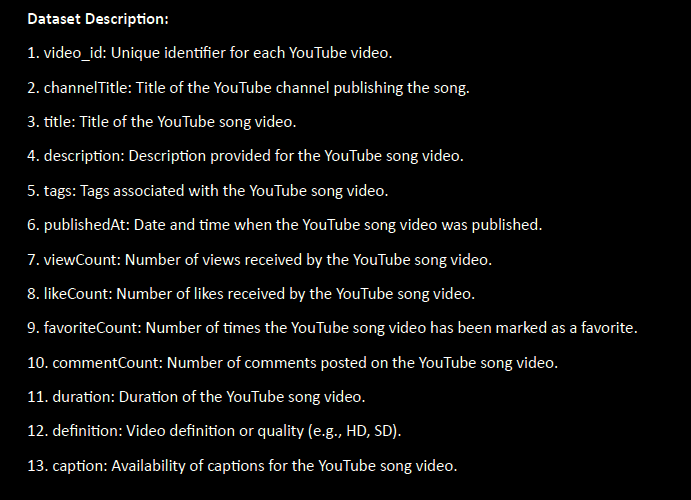 Dataset Description:
1. video_id: Unique identifier for each YouTube video.
2. channelTitle: Title of the YouTube channel publishing the song.
3. title: Title of the YouTube song video.
4. description: Description provided for the YouTube song video.
5. tags: Tags associated with the YouTube song video.
6. publishedAt: Date and time when the YouTube song video was published.
7. viewCount: Number of views received by the YouTube song video.
8. likeCount: Number of likes received by the YouTube song video.
9. favoriteCount: Number of times the YouTube song video has been marked as a favorite.
10. commentCount: Number of comments posted on the YouTube song video.
11. duration: Duration of the YouTube song video.
12. definition: Video definition or quality (e.g., HD, SD).
13. caption: Availability of captions for the YouTube song video.